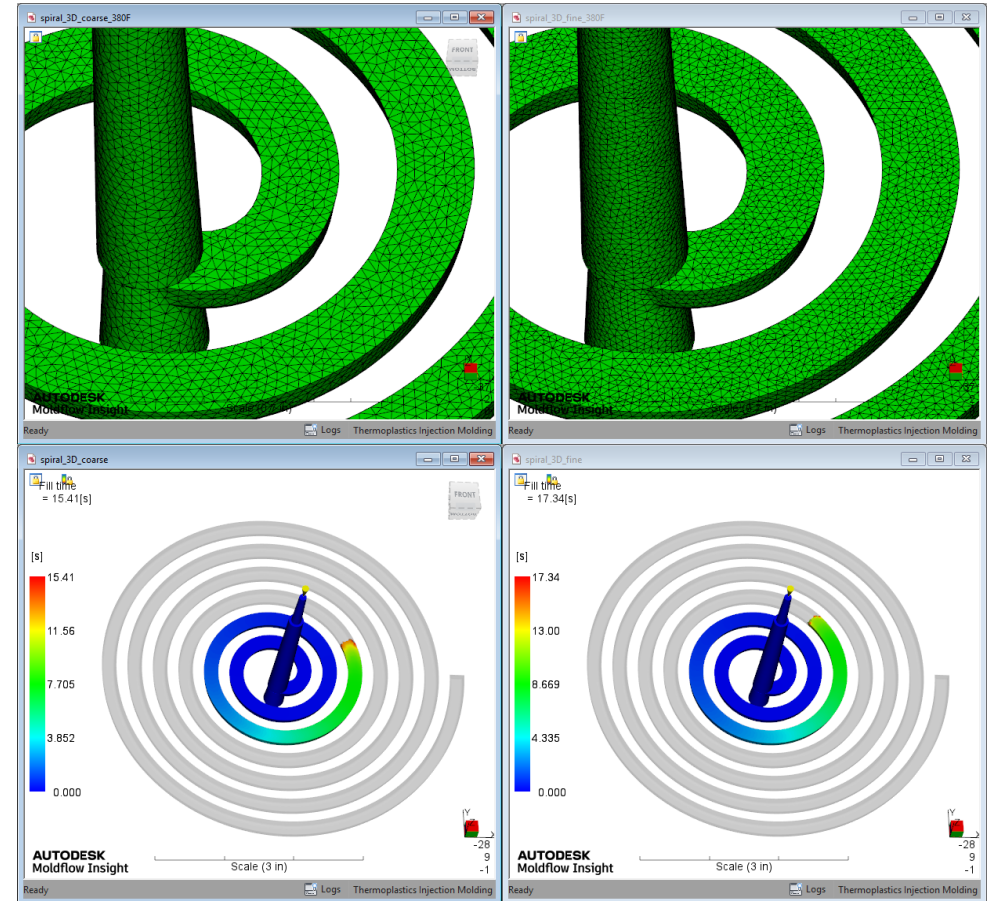 spiral_3D_coarse_380F
FRONT
BOTTOM
AUTODESK
Moldflow Insight
Ready
Logs
Thermoplastics Injection Molding
spiral_3D_fine_380F
AUTODESK
Moldflow Insight
Ready
Logs
Thermoplastics Injection Molding
spiral_3D_coarse
Fill time
= 15.41[s]
FRONT
BOTTOM
[s]
15.41
11.56
7.705
3.852
0.000
AUTODESK
Moldflow Insight
Scale (3 in)
Y
-28
9
-1
Ready
Logs
Thermoplastics Injection Molding
spiral_3D_fine
Fill time
= 17.34[s]
[s]
17.34
13.00
8.669
4.335
0.000
AUTODESK
Moldflow Insight
Scale (3 in)
Y
-28
9
-1
Ready
Logs
Thermoplastics Injection Molding